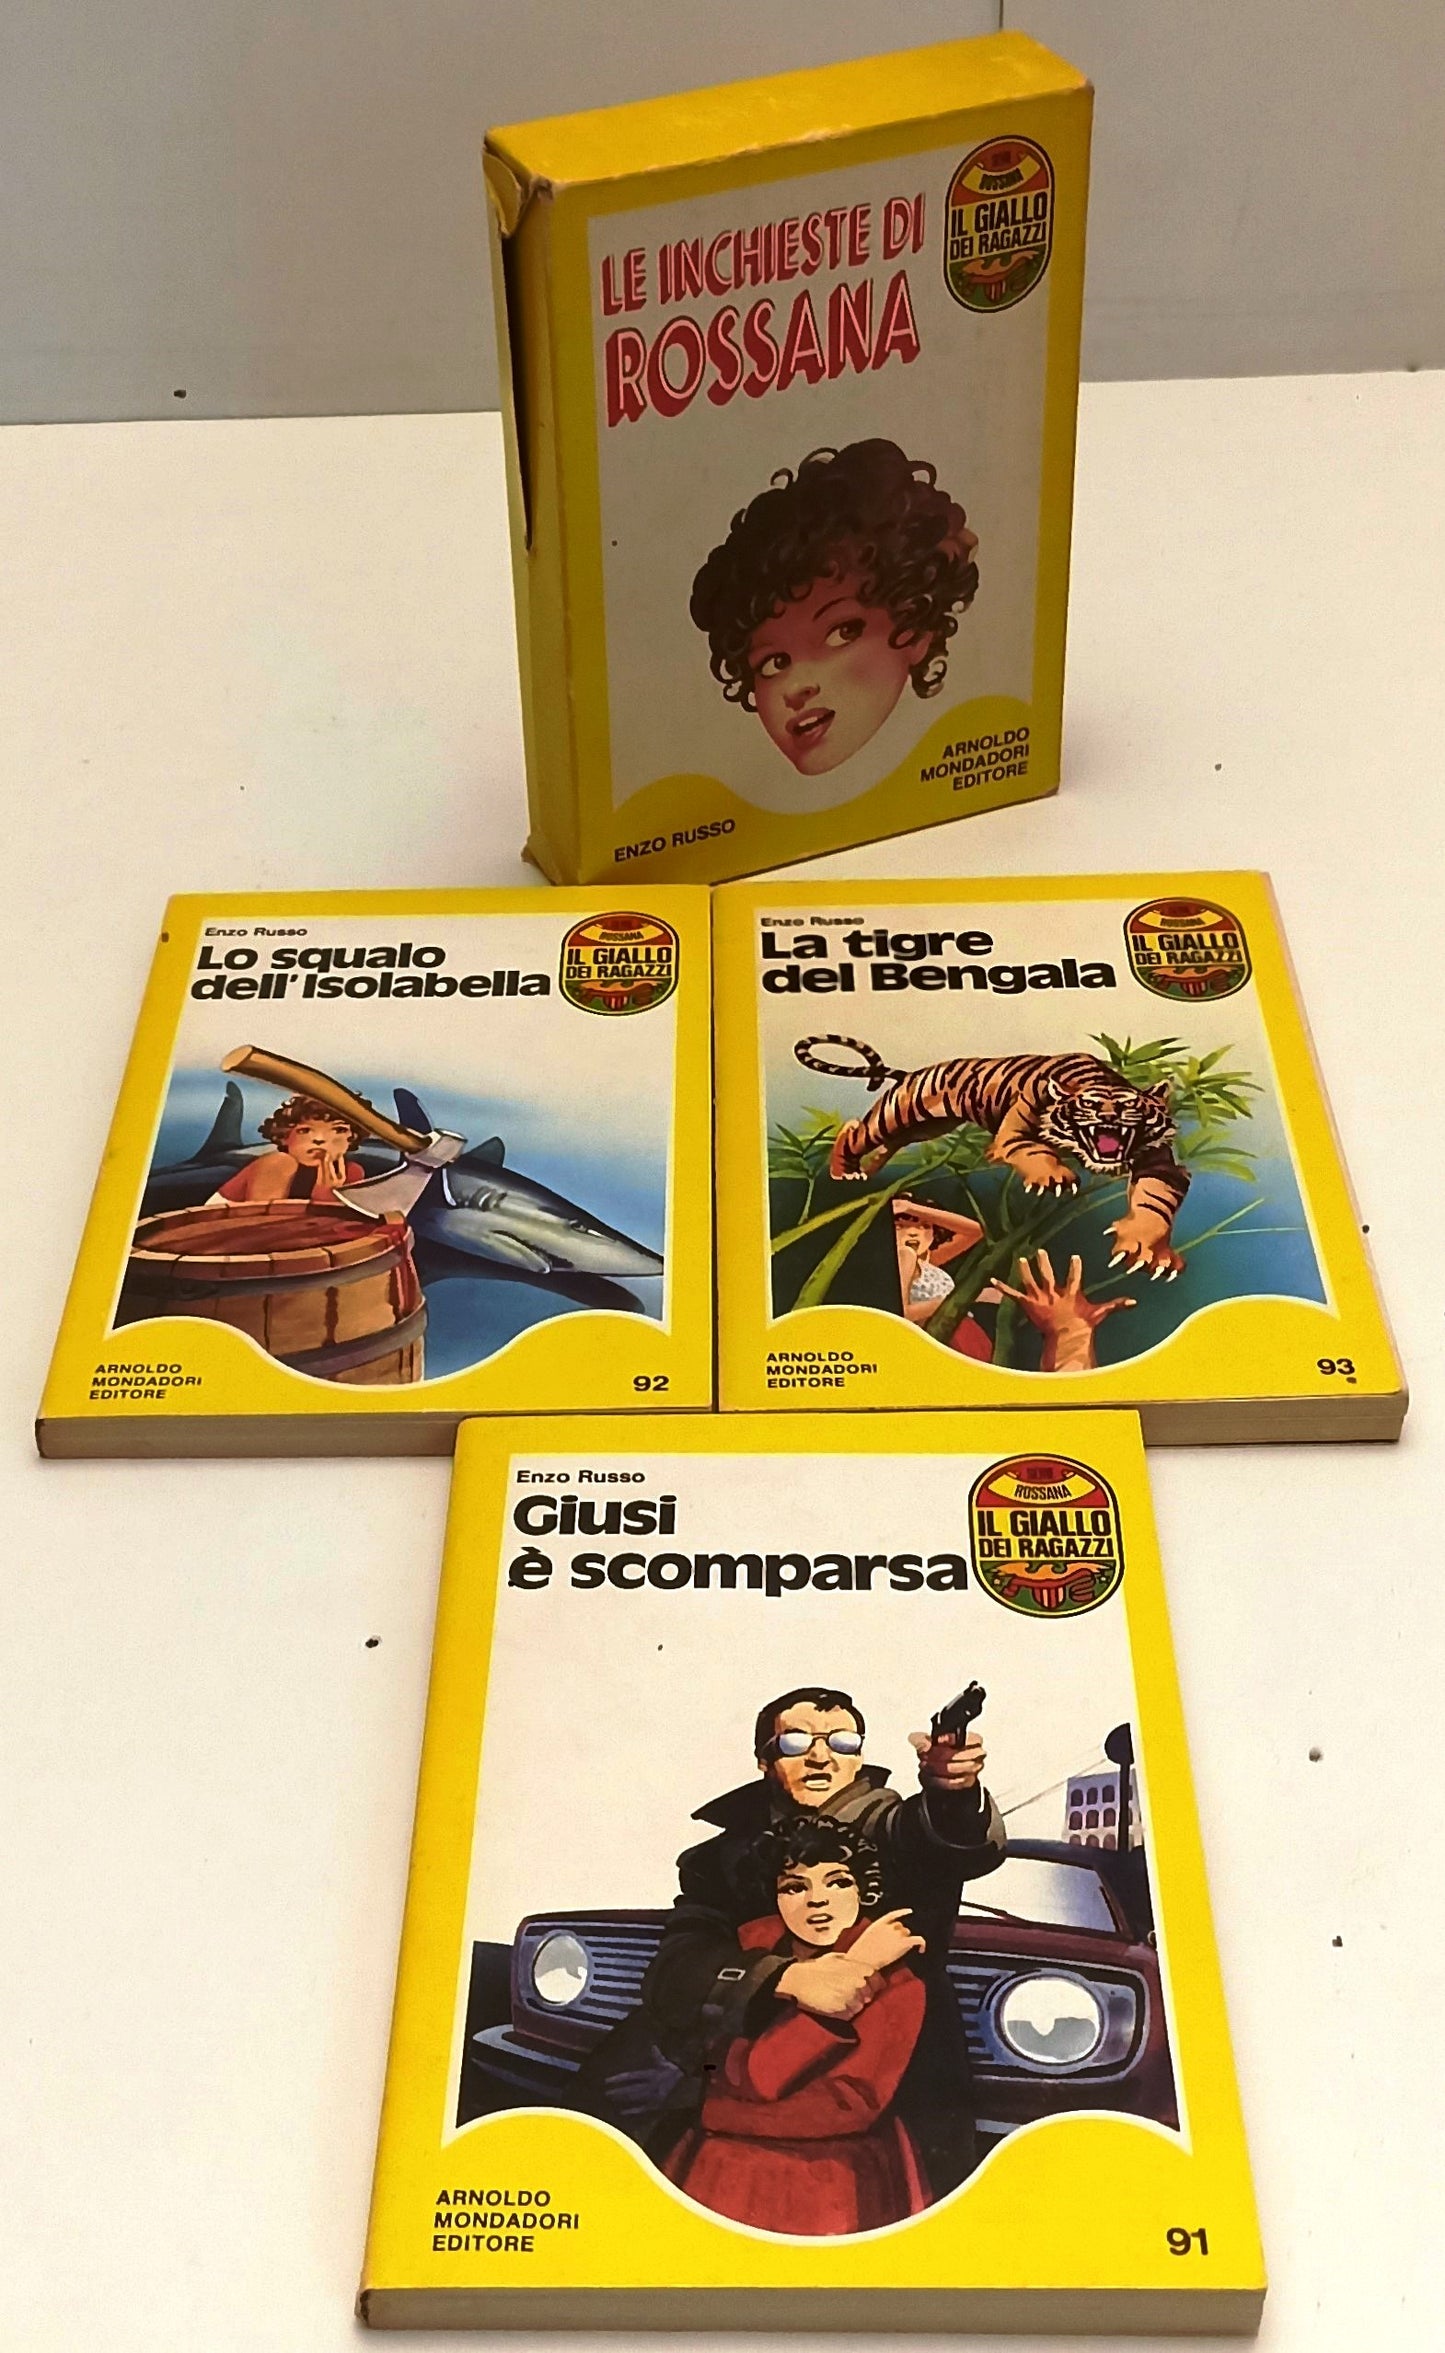 LE INCHIESTE DI
ROSSANA
SERIE
ROSSANA
IL GIALLO
DEI RAGAZZI
ARNOLDO
MONDADORI
EDITORE
ENZO RUSSO
Enzo Russo
Lo squalo
dell'Isolabella
SERIE
ROSSANA
IL GIALLO
DEI RAGAZZI
ARNOLDO
MONDADORI
EDITORE
92
Enzo Russo
La tigre
del Bengala
SERIE
ROSSANA
IL GIALLO
DEI RAGAZZI
ARNOLDO
MONDADORI
EDITORE
93
Enzo Russo
Giusi
è scomparsa
SERIE
ROSSANA
IL GIALLO
DEI RAGAZZI
ARNOLDO
MONDADORI
EDITORE
91